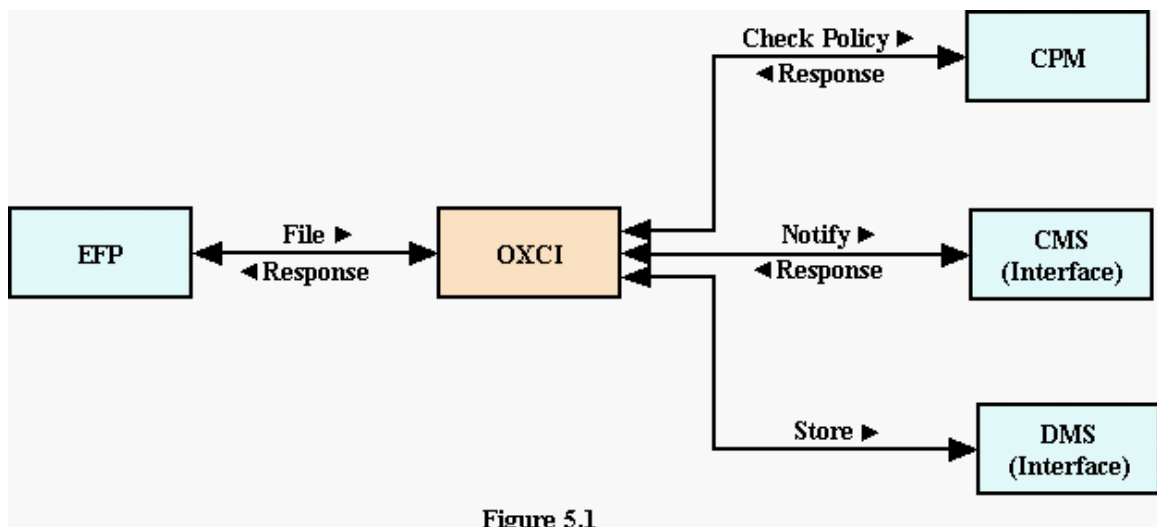 Check Policy ►
◄ Response
CPM
EFP
File ►
◄ Response
OXCI
Notify ►
◄ Response
CMS
(Interface)
Store ►
DMS
(Interface)
Figure 5.1